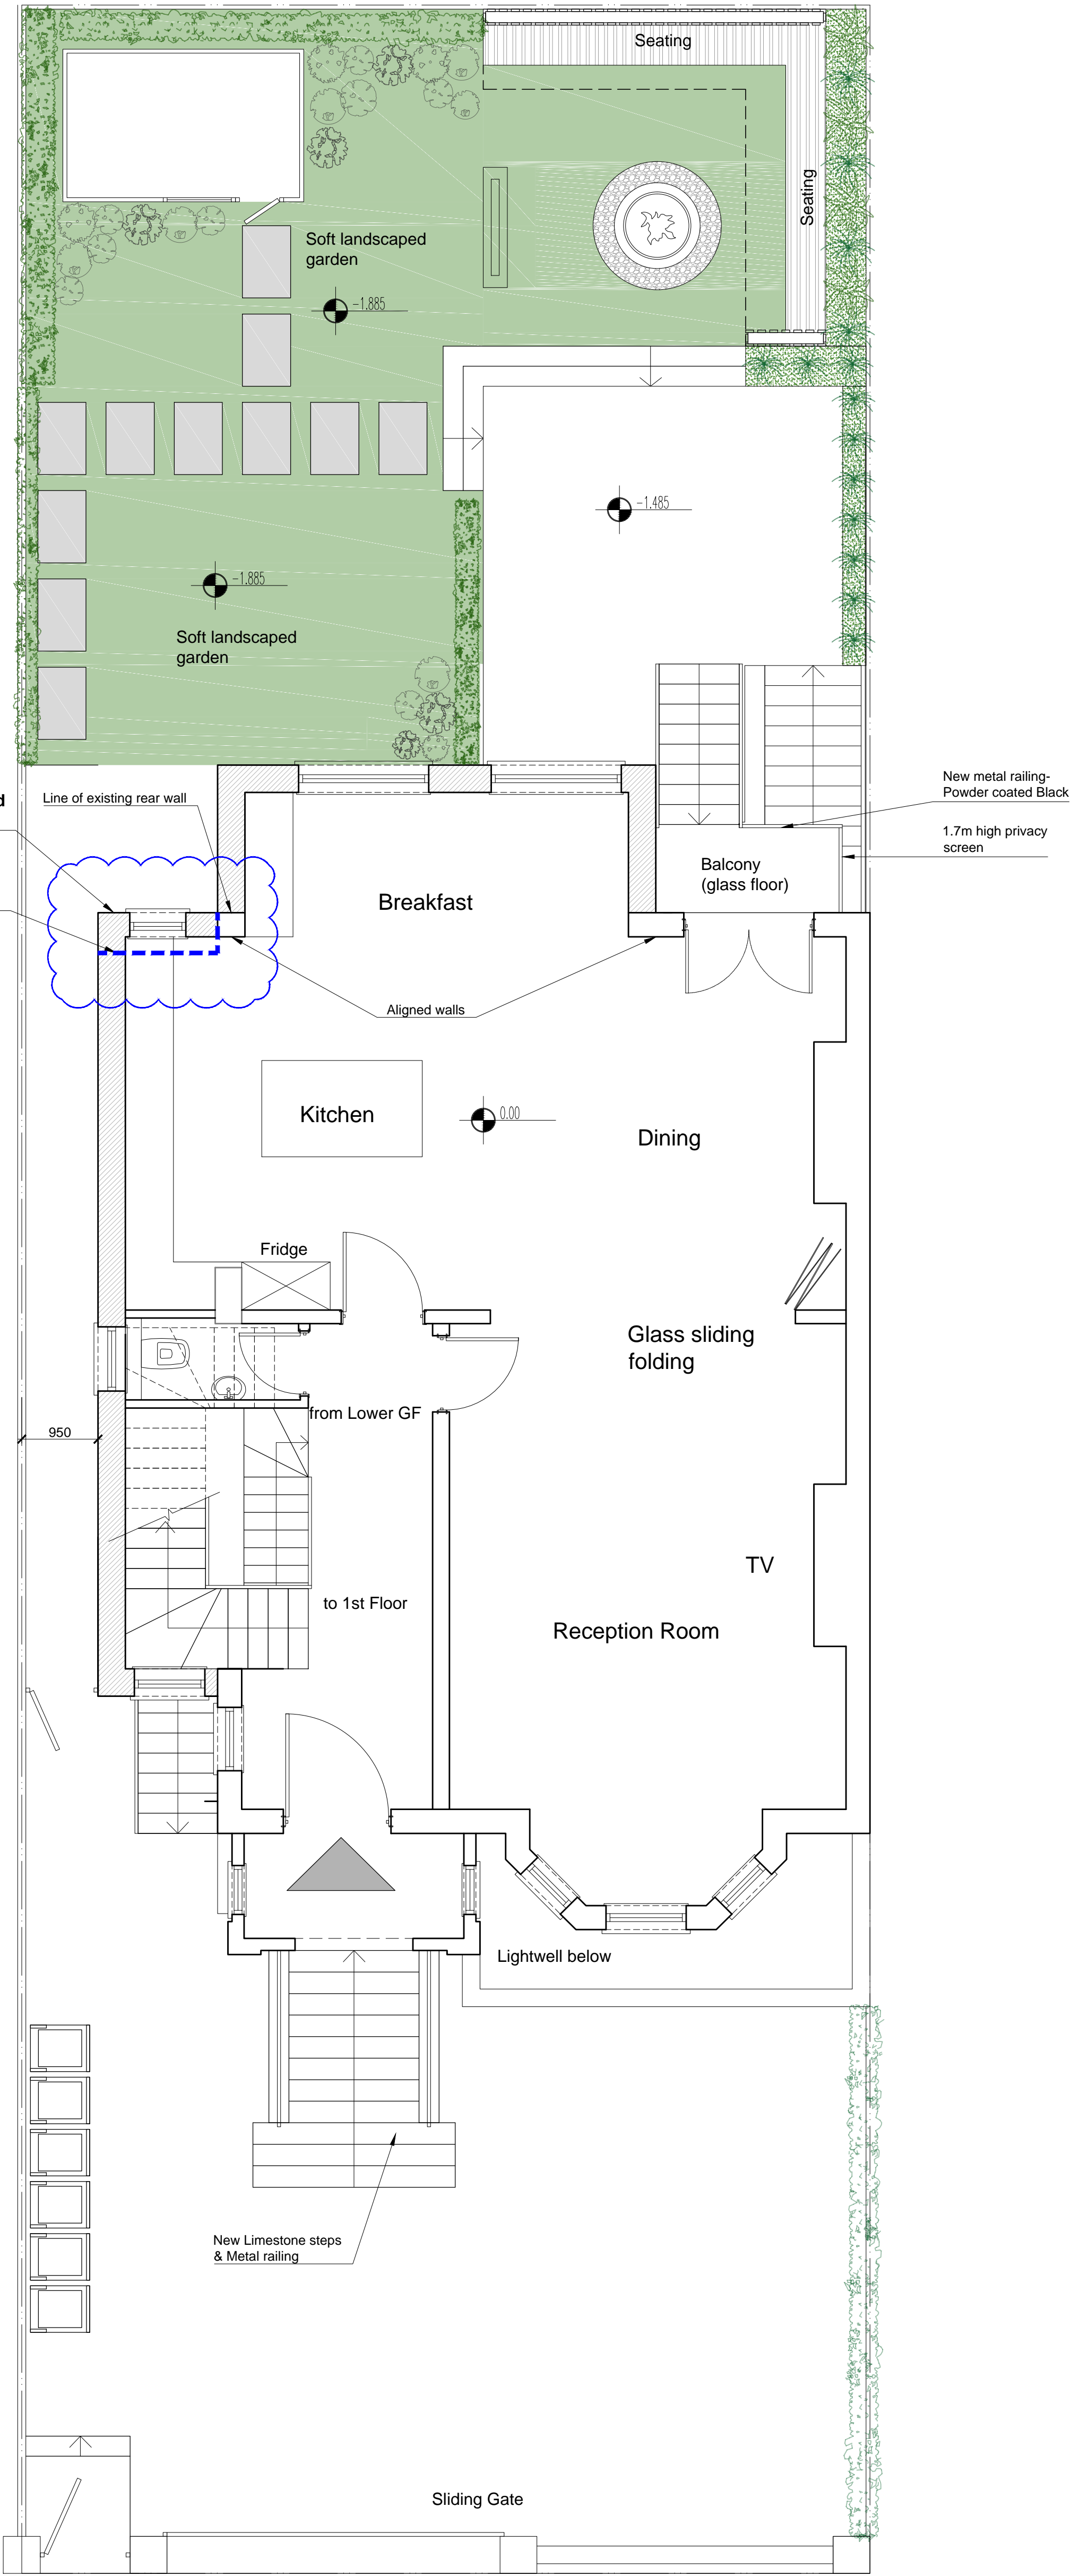 Seating
Seating
Soft landscaped
garden
-1.885
-1.485
-1.885
Soft landscaped
garden
Line of existing rear wall
New metal railing-
Powder coated Black
1.7m high privacy
screen
Balcony
(glass floor)
Breakfast
Aligned walls
Kitchen
0.00
Dining
Fridge
Glass sliding
folding
from Lower GF
950
TV
to 1st Floor
Reception Room
Lightwell below
New Limestone steps
& Metal railing
Sliding Gate